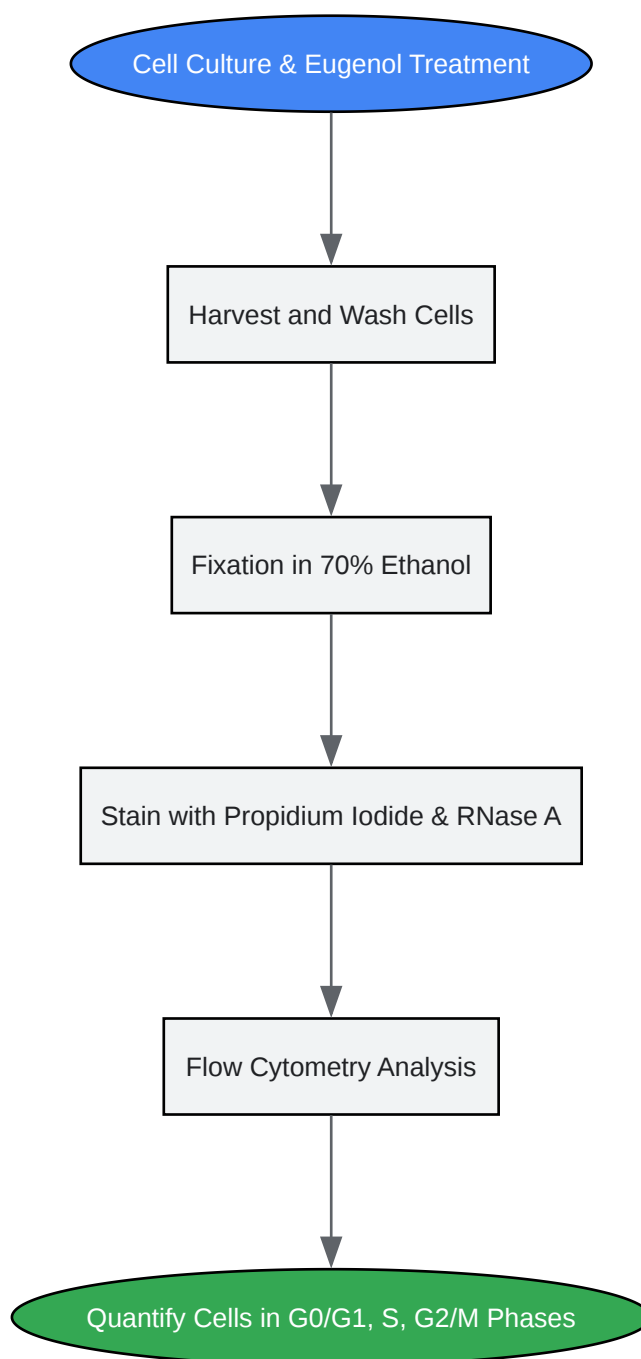 Cell Culture & Eugenol Treatment
Harvest and Wash Cells
Fixation in 70% Ethanol
Stain with Propidium Iodide & RNase A
Flow Cytometry Analysis
Quantify Cells in G0/G1, S, G2/M Phases